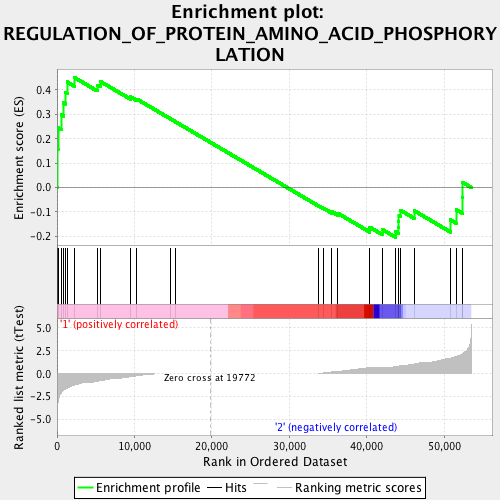 Enrichment plot:
REGULATION_OF_PROTEIN_AMINO_ACID_PHOSPHORY
LATION
Enrichment score (ES)
0.4
0.3
0.2
0.1
0.0
-0.1
-0.2
'1' (positively correlated)
Ranked list metric (tTest)
5.0
2.5
0.0
-2.5
-5.0
Zero cross at 19772
'2' (negatively correlated)
0
10,000
20,000
30,000
40,000
50,000
Rank in Ordered Dataset
Enrichment profile
Hits
Ranking metric scores